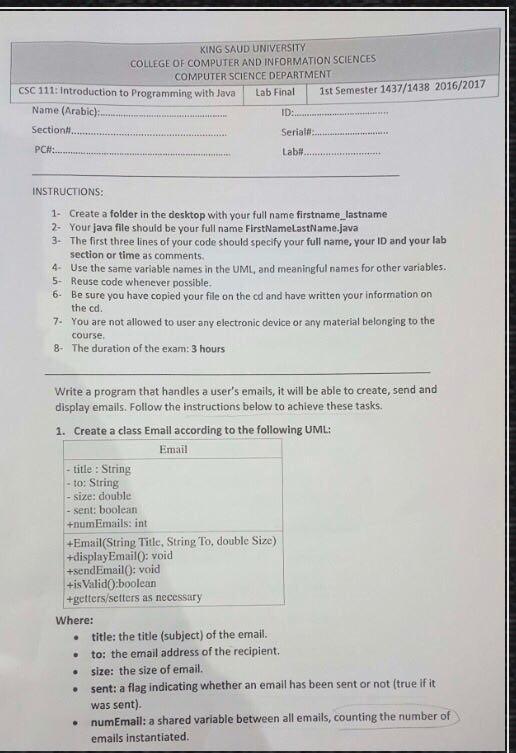 KING SAUD UNIVERSITY
COLLEGE OF COMPUTER AND INFORMATION SCIENCES
COMPUTER SCIENCE DEPARTMENT
CSC 111: Introduction to Programming with Java Lab Final 1st Semester 1437/1438 2016/2017
Name (Arabic):................................. ID:.................................
Section#................................. Serial#:.................................
PC#:................................. Lab#.................................
INSTRUCTIONS:
1- Create a folder in the desktop with your full name firstname_lastname
2- Your java file should be your full name FirstNameLastName.java
3- The first three lines of your code should specify your full name, your ID and your lab
section or time as comments.
4- Use the same variable names in the UML, and meaningful names for other variables.
5- Reuse code whenever possible.
6- Be sure you have copied your file on the cd and have written your information on
the cd.
7- You are not allowed to user any electronic device or any material belonging to the
course.
8- The duration of the exam: 3 hours
Write a program that handles a user's emails, it will be able to create, send and
display emails. Follow the instructions below to achieve these tasks.
1. Create a class Email according to the following UML:
Email
- title : String
- to: String
- size: double
- sent: boolean
+numEmails: int
+Email(String Title, String To, double Size)
+displayEmail(): void
+sendEmail(): void
+isValid():boolean
+getters/setters as necessary
Where:
• title: the title (subject) of the email.
• to: the email address of the recipient.
• size: the size of email.
• sent: a flag indicating whether an email has been sent or not (true if it
was sent).
• numEmail: a shared variable between all emails, counting the number of
emails instantiated.